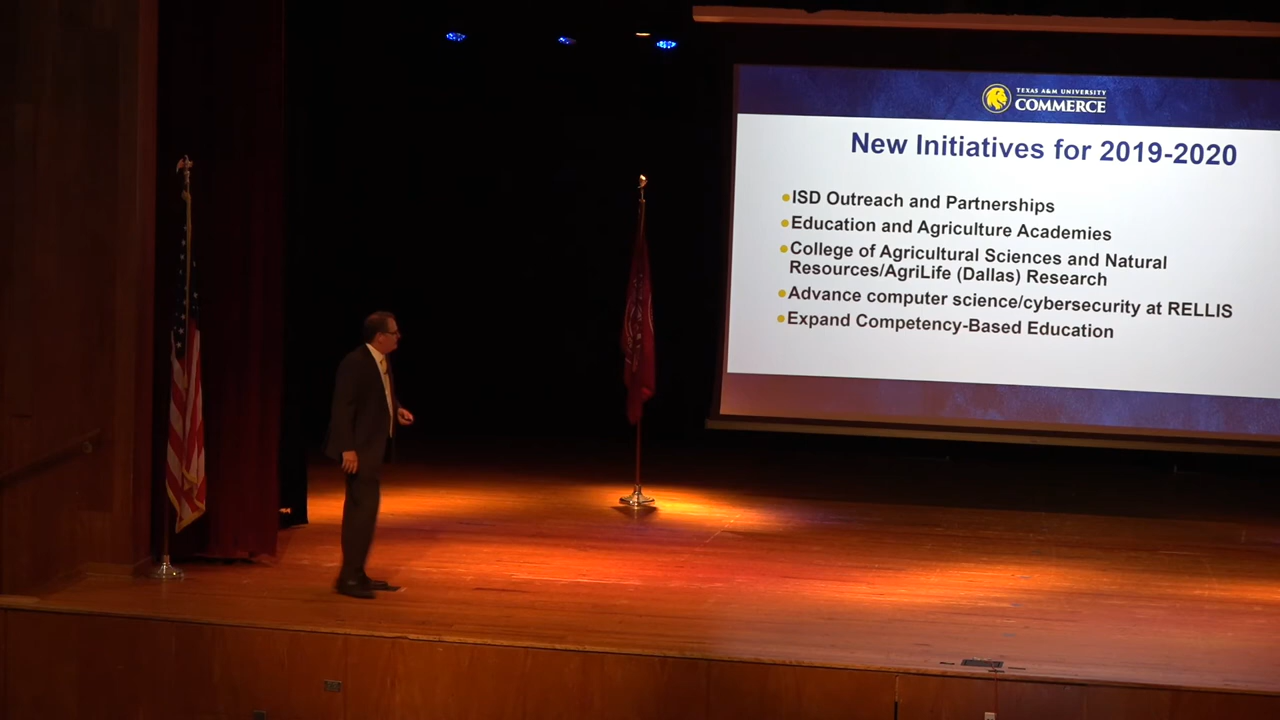 TEXAS A&M UNIVERSITY
COMMERCE
New Initiatives for 2019-2020
•ISD Outreach and Partnerships
•Education and Agriculture Academies
•College of Agricultural Sciences and Natural
Resources/AgriLife (Dallas) Research
•Advance computer science/cybersecurity at RELLIS
•Expand Competency-Based Education